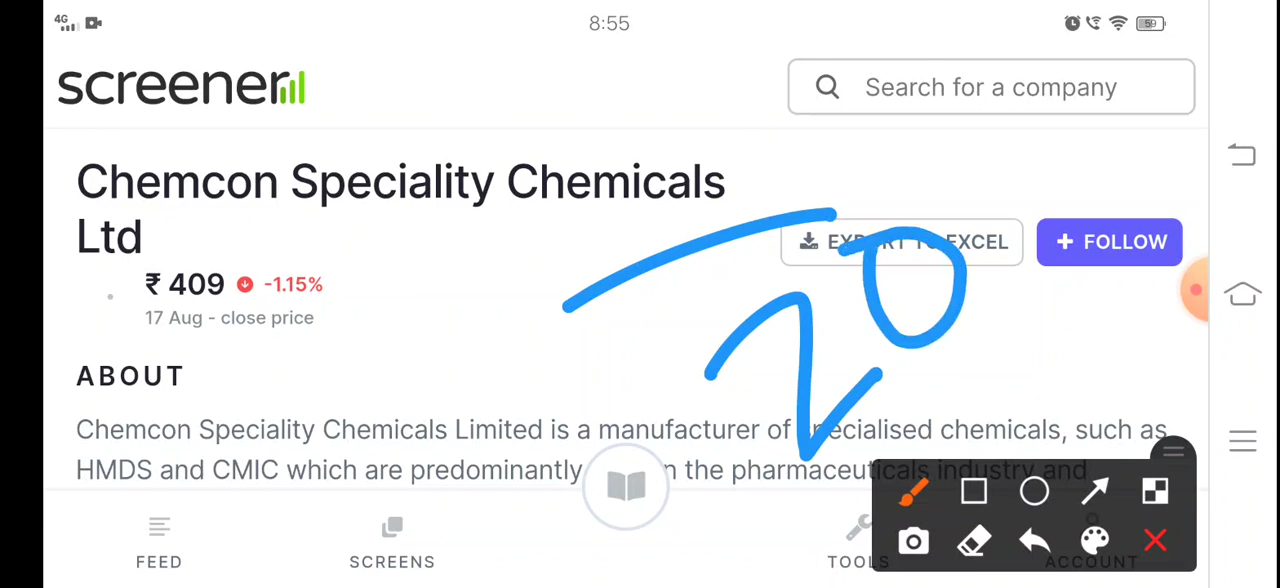 4G 8:55 59
screener Search for a company
Chemcon Speciality Chemicals
Ltd
EXPORT TO EXCEL + FOLLOW
₹ 409 -1.15%
17 Aug - close price
20
ABOUT
Chemcon Speciality Chemicals Limited is a manufacturer of specialised chemicals, such as
HMDS and CMIC which are predominantly in the pharmaceuticals industry and
FEED SCREENS TOOLS ACCOUNT